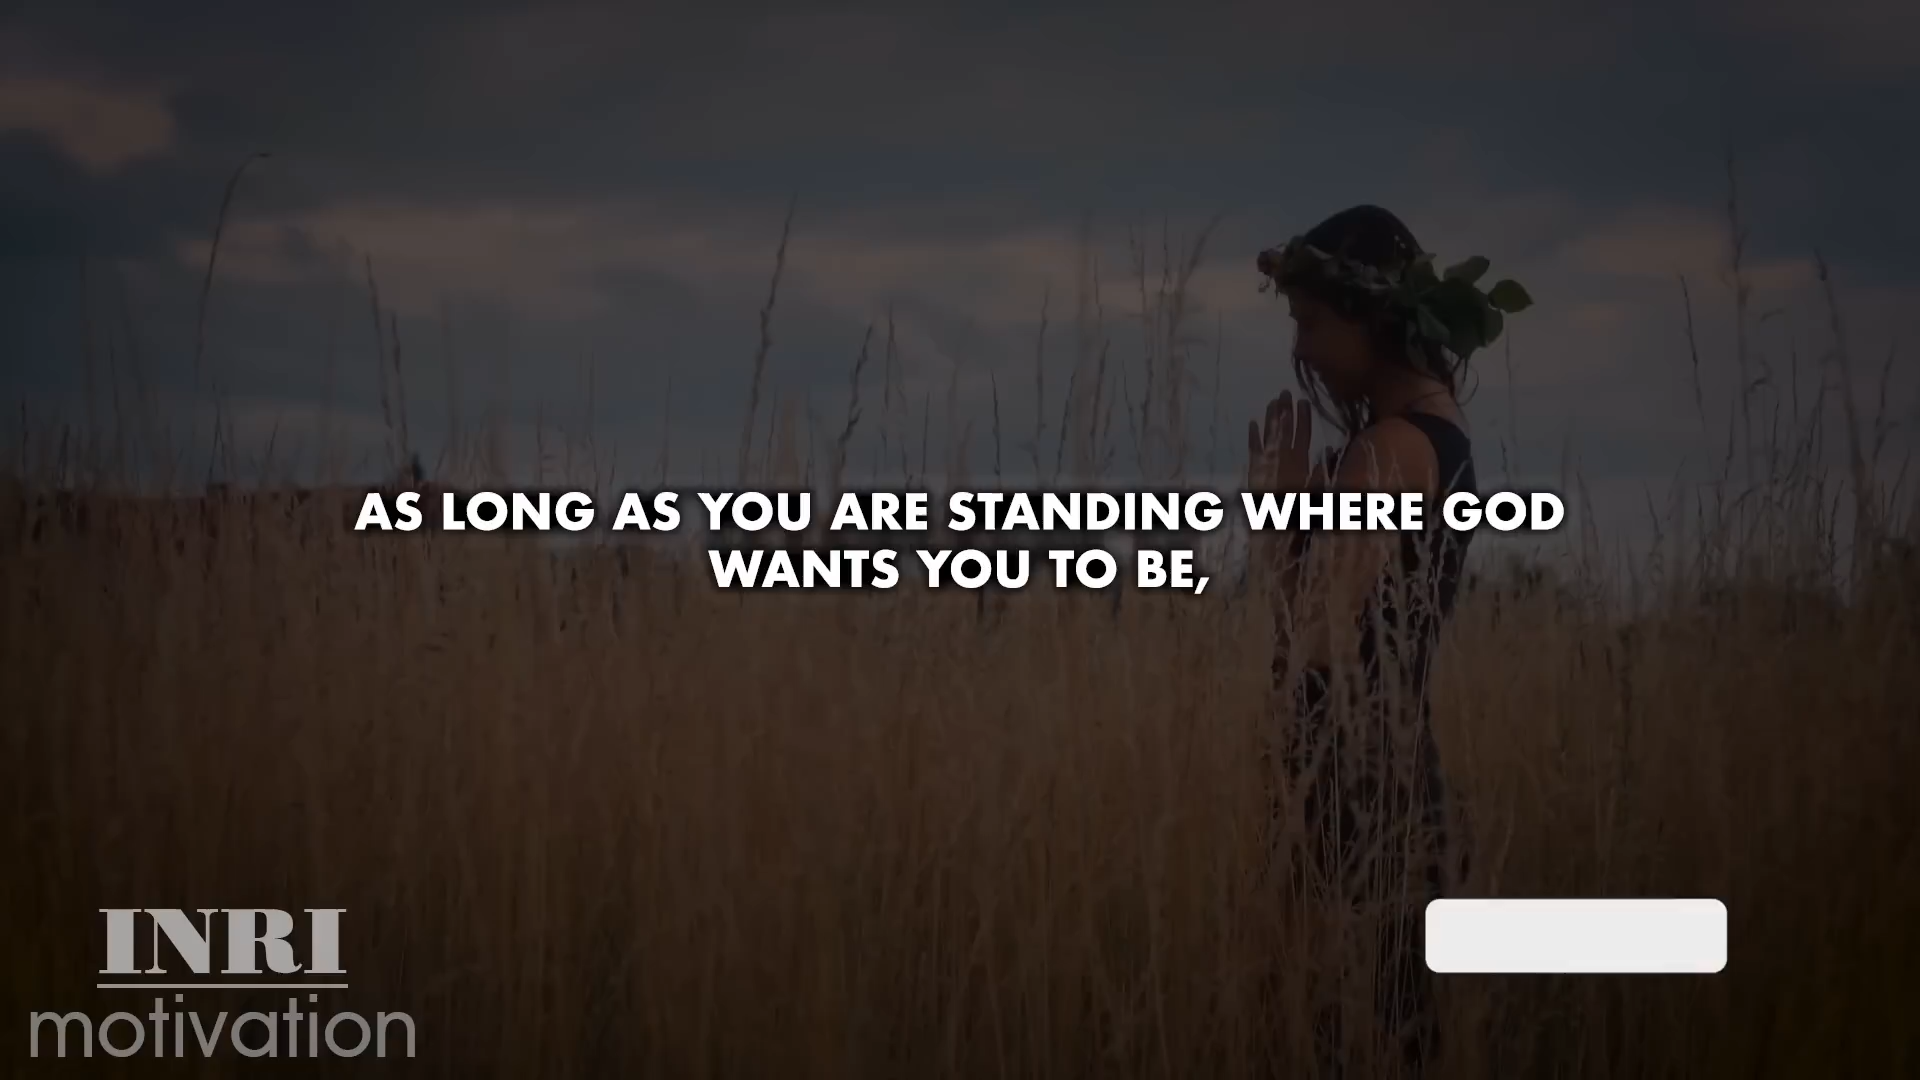 AS LONG AS YOU ARE STANDING WHERE GOD
WANTS YOU TO BE,
INRI
motivation